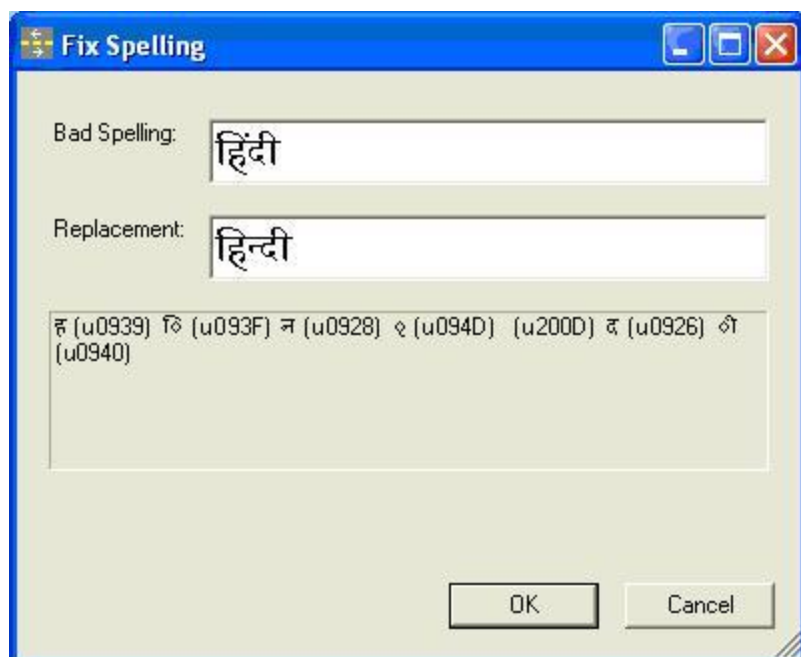 Fix Spelling
Bad Spelling: हिंदी
Replacement: हिन्‍दी
ह (u0939) ि (u093F) न (u0928) ् (u094D) ‍ (u200D) द (u0926) ी
(u0940)
OK Cancel